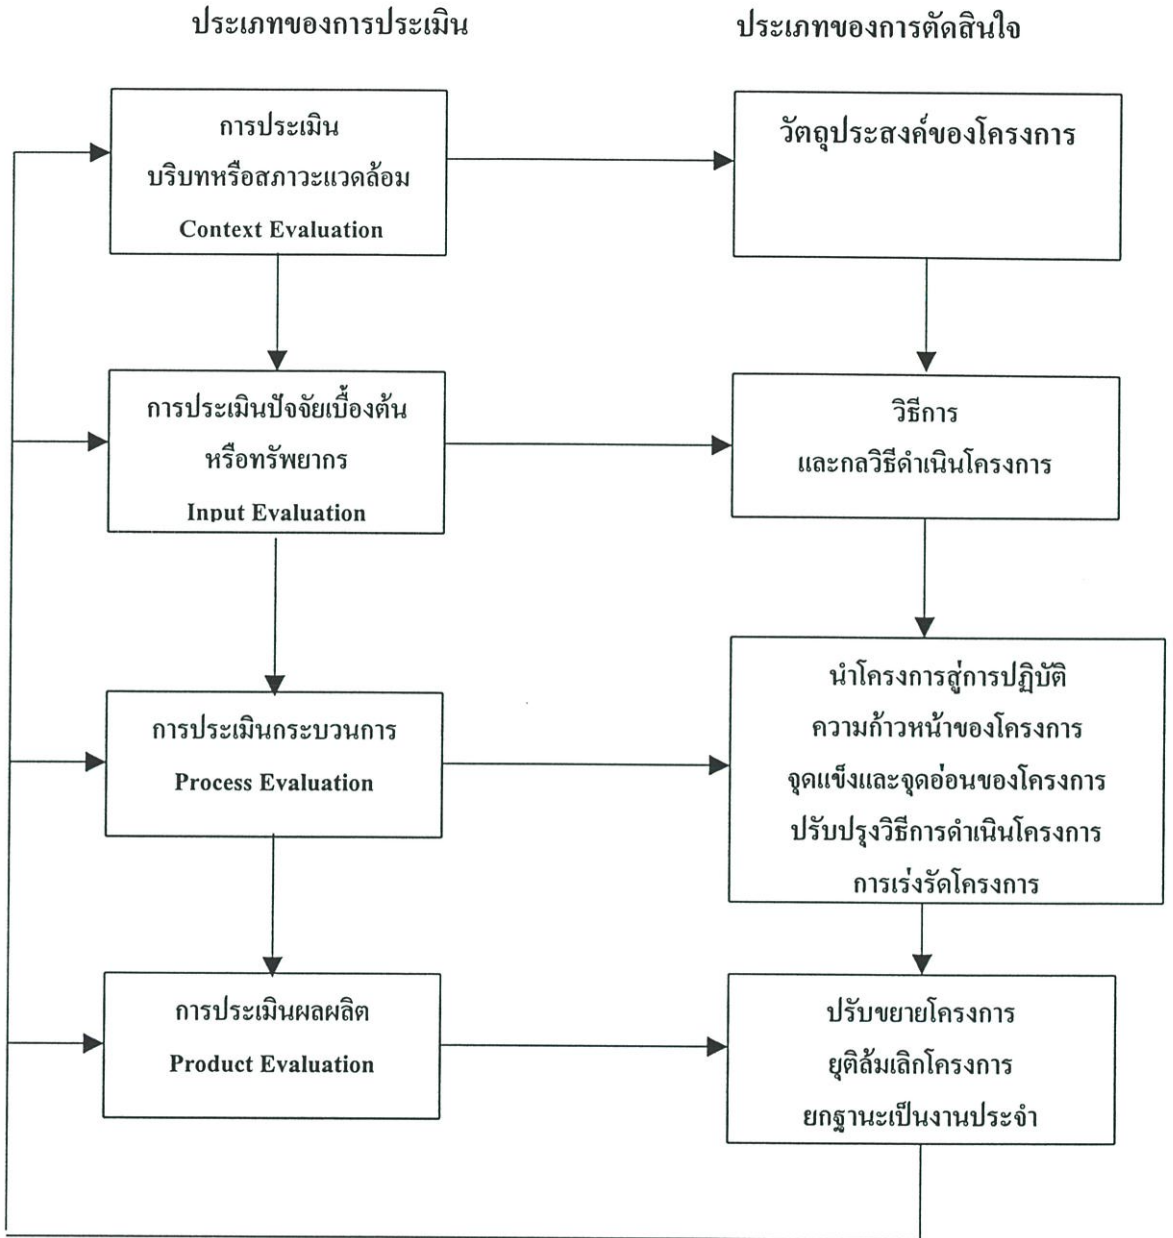 ประเภทของการประเมิน
ประเภทของการตัดสินใจ
การประเมิน
บริบทหรือสภาวะแวดล้อม
Context Evaluation
วัตถุประสงค์ของโครงการ
การประเมินปัจจัยเบื้องต้น
หรือทรัพยากร
Input Evaluation
วิธีการ
และกลวิธีดำเนินโครงการ
การประเมินกระบวนการ
Process Evaluation
นำโครงการสู่การปฏิบัติ
ความก้าวหน้าของโครงการ
จุดแข็งและจุดอ่อนของโครงการ
ปรับปรุงวิธีการดำเนินโครงการ
การเร่งรัดโครงการ
การประเมินผลผลิต
Product Evaluation
ปรับขยายโครงการ
ยุติล้มเลิกโครงการ
ยกฐานะเป็นงานประจำ